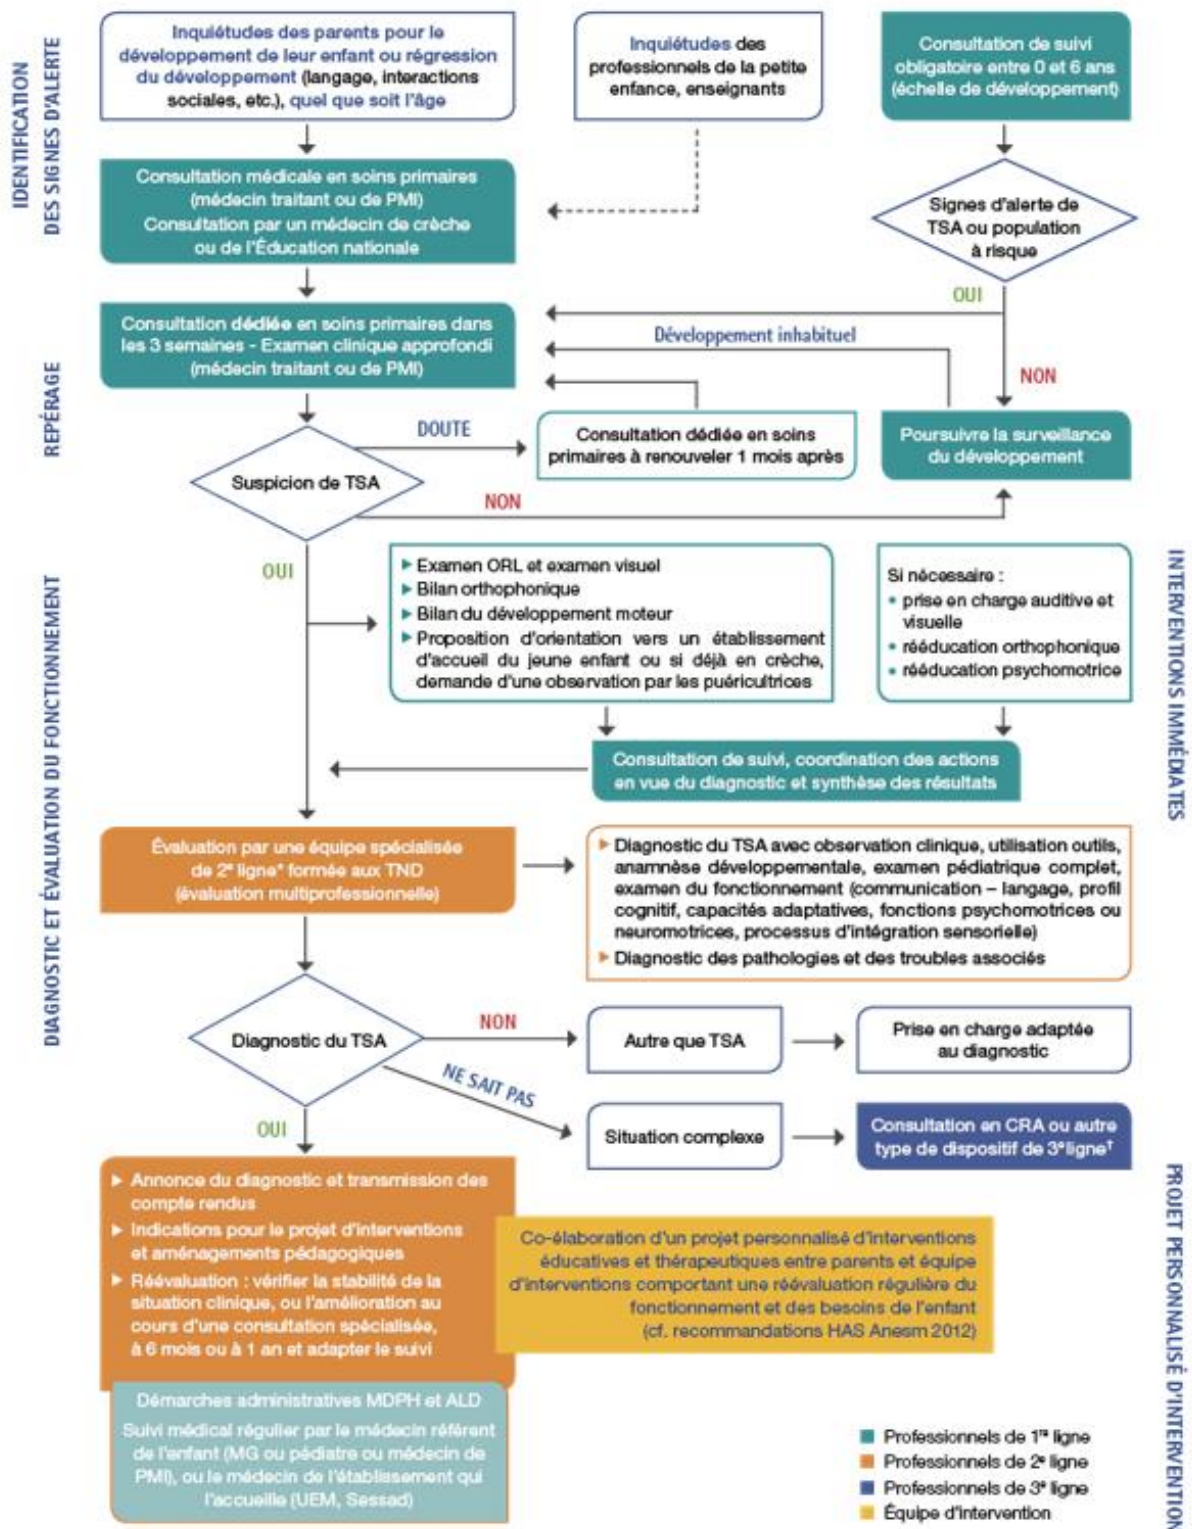 IDENTIFICATION
DES SIGNES D'ALERTE
Inquiétudes des parents pour le
développement de leur enfant ou régression
du développement (langage, interactions
sociales, etc.), quel que soit l'âge
Inquiétudes des
professionnels de la petite
enfance, enseignants
Consultation de suivi
obligatoire entre 0 et 6 ans
(échelle de développement)
Consultation médicale en soins primaires
(médecin traitant ou de PMI)
Consultation par un médecin de crèche
ou de l'Éducation nationale
Signes d'alerte de
TSA ou population
à risque
OUI
NON
REPÉRAGE
Consultation dédiée en soins primaires dans
les 3 semaines - Examen clinique approfondi
(médecin traitant ou de PMI)
Développement inhabituel
DOUTE
Consultation dédiée en soins
primaires à renouveler 1 mois après
Poursuivre la surveillance
du développement
Suspicion de TSA
NON
OUI
DIAGNOSTIC ET ÉVALUATION DU FONCTIONNEMENT
► Examen ORL et examen visuel
► Bilan orthophonique
► Bilan du développement moteur
► Proposition d'orientation vers un établissement
d'accueil du jeune enfant ou si déjà en crèche,
demande d'une observation par les puéricultrices
Si nécessaire :
• prise en charge auditive et
visuelle
• rééducation orthophonique
• rééducation psychomotrice
INTERVENTIONS IMMÉDIATES
Consultation de suivi, coordination des actions
en vue du diagnostic et synthèse des résultats
Évaluation par une équipe spécialisée
de 2e ligne* formée aux TND
(évaluation multiprofessionnelle)
► Diagnostic du TSA avec observation clinique, utilisation outils,
anamnèse développementale, examen pédiatrique complet,
examen du fonctionnement (communication – langage, profil
cognitif, capacités adaptatives, fonctions psychomotrices ou
neuromotrices, processus d'intégration sensorielle)
► Diagnostic des pathologies et des troubles associés
Diagnostic du TSA
NON
Autre que TSA
Prise en charge adaptée
au diagnostic
NE SAIT PAS
Situation complexe
Consultation en CRA ou autre
type de dispositif de 3e ligne†
OUI
► Annonce du diagnostic et transmission des
compte rendus
► Indications pour le projet d'interventions
et aménagements pédagogiques
► Réévaluation : vérifier la stabilité de la
situation clinique, ou l'amélioration au
cours d'une consultation spécialisée,
à 6 mois ou à 1 an et adapter le suivi
Co-élaboration d'un projet personnalisé d'interventions
éducatives et thérapeutiques entre parents et équipe
d'interventions comportant une réévaluation régulière du
fonctionnement et des besoins de l'enfant
(cf. recommandations HAS Anesm 2012)
PROJET PERSONNALISÉ D'INTERVENTION
Démarches administratives MDPH et ALD
Suivi médical régulier par le médecin référent
de l'enfant (MG ou pédiatre ou médecin de
PMI), ou le médecin de l'établissement qui
l'accueille (UEM, Sessad)
Professionnels de 1re ligne
Professionnels de 2e ligne
Professionnels de 3e ligne
Équipe d'intervention